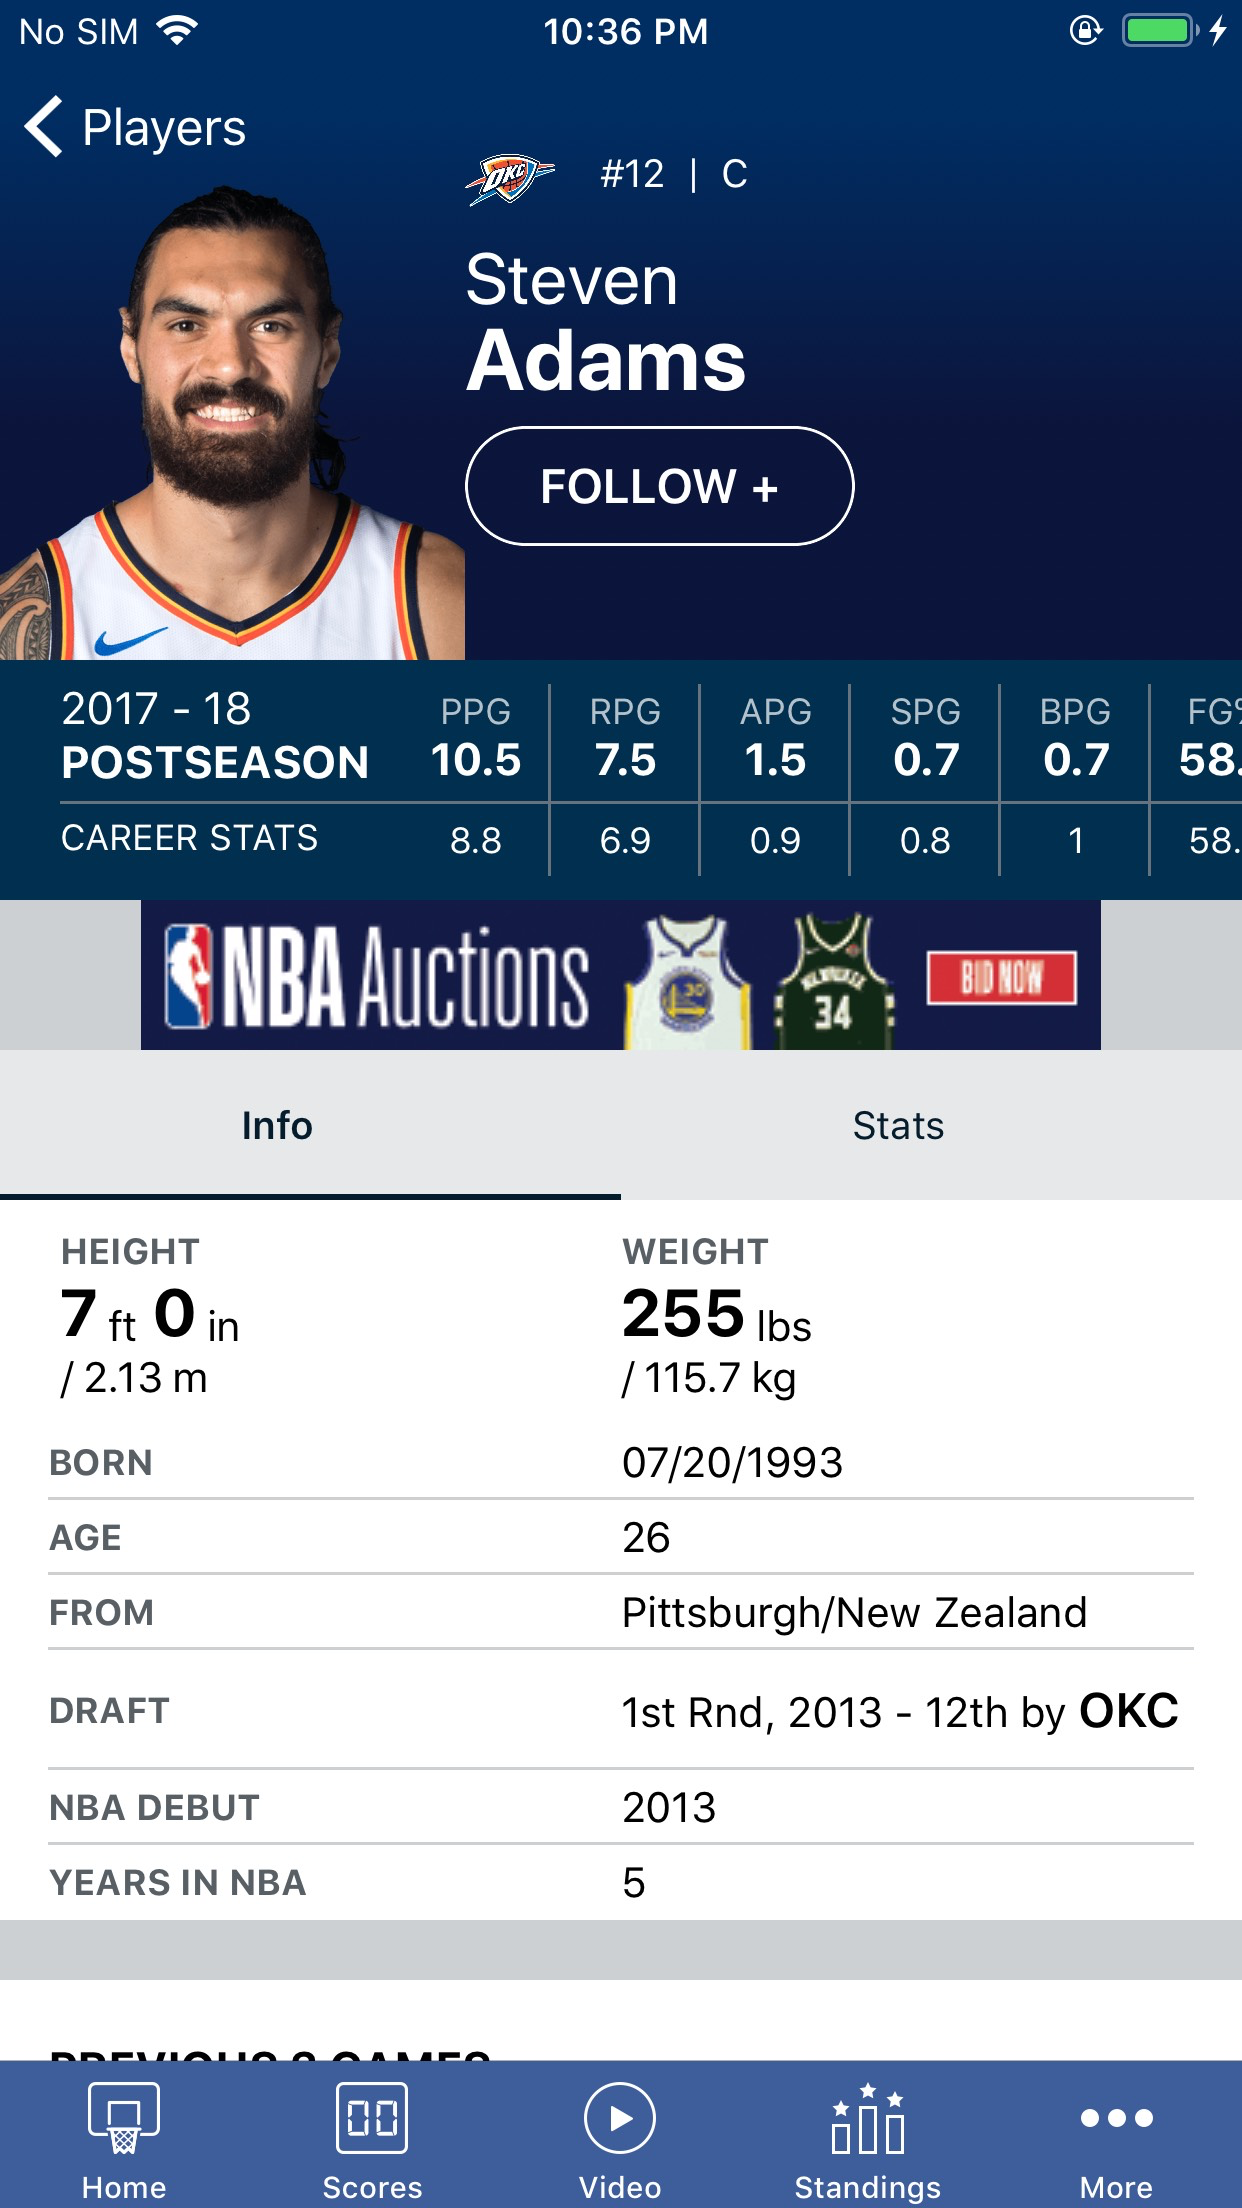 No SIM 10:36 PM
Players
OKC #12 | C
Steven
Adams
FOLLOW +
2017 - 18 PPG RPG APG SPG BPG FG%
POSTSEASON 10.5 7.5 1.5 0.7 0.7 58.
CAREER STATS 8.8 6.9 0.9 0.8 1 58.
NBA Auctions 30 MILWAUKEE 34 BID NOW
Info Stats
HEIGHT WEIGHT
7 ft 0 in 255 lbs
/ 2.13 m / 115.7 kg
BORN 07/20/1993
AGE 26
FROM Pittsburgh/New Zealand
DRAFT 1st Rnd, 2013 - 12th by OKC
NBA DEBUT 2013
YEARS IN NBA 5
PREVIOUS 3 GAMES
Home Scores Video Standings More